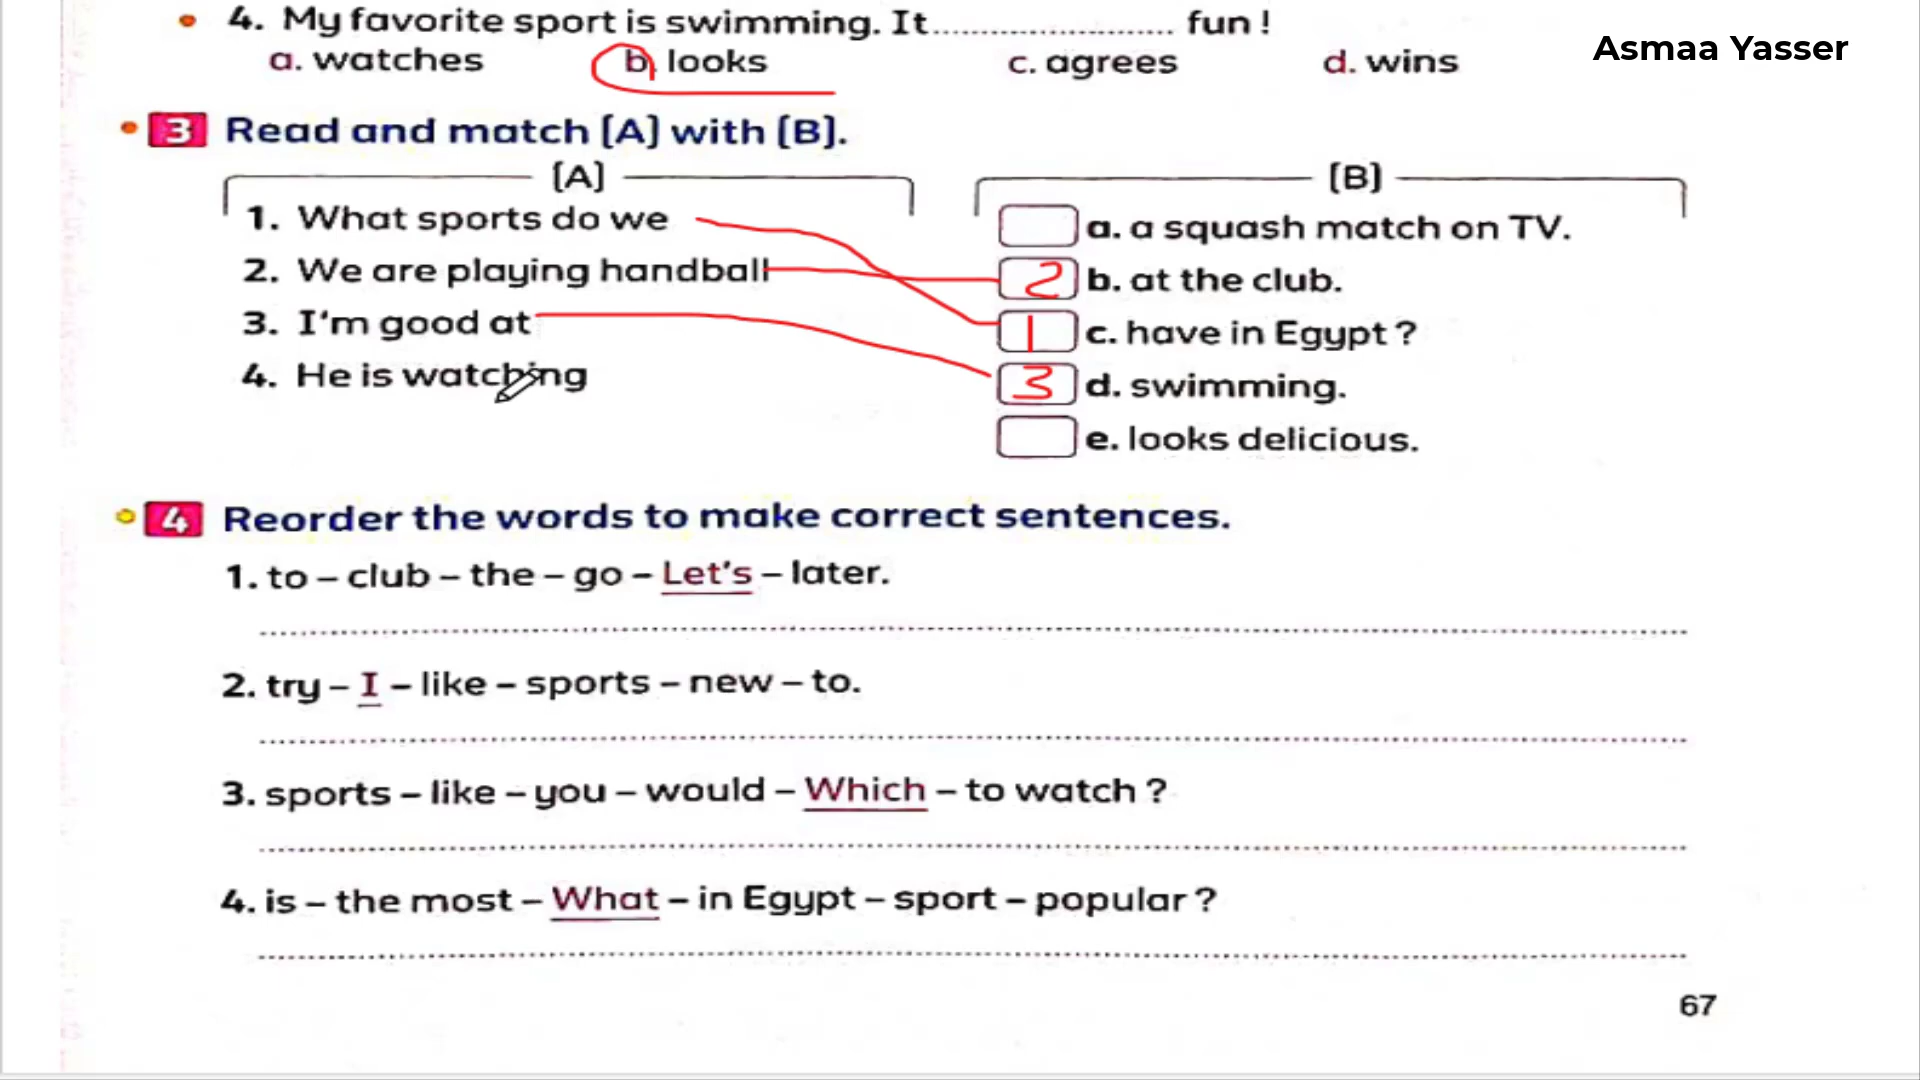 4. My favorite sport is swimming. It........................ fun !
Asmaa Yasser
a. watches b. looks c. agrees d. wins
3 Read and match (A) with (B).
(A) (B)
1. What sports do we a. a squash match on TV.
2. We are playing handball 2 b. at the club.
3. I'm good at 1 c. have in Egypt ?
4. He is watching 3 d. swimming.
e. looks delicious.
4 Reorder the words to make correct sentences.
1. to – club – the – go – Let's – later.
2. try – I – like – sports – new – to.
3. sports – like – you – would – Which – to watch ?
4. is – the most – What – in Egypt – sport – popular ?
67